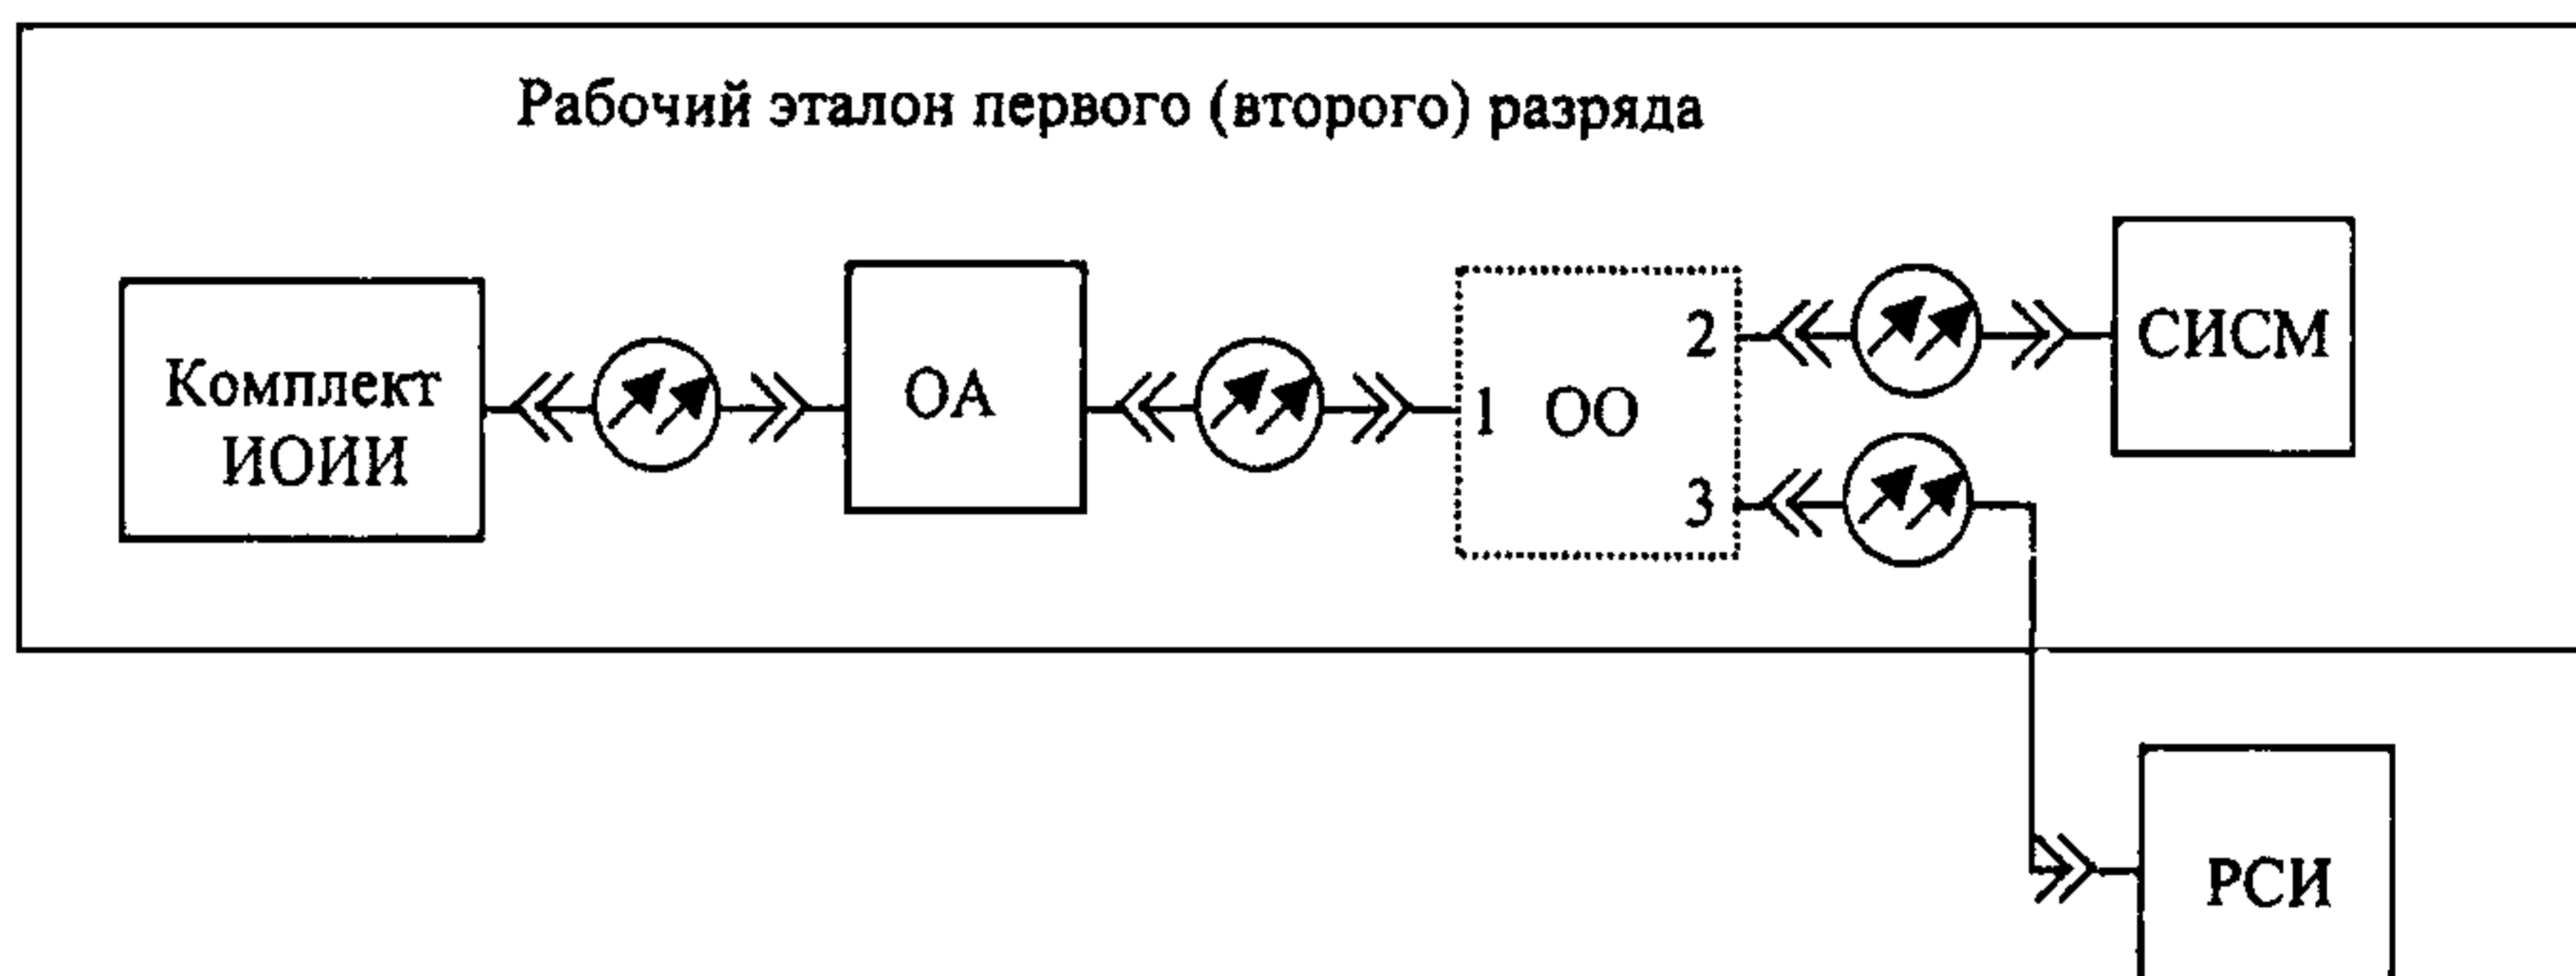 Рабочий эталон первого (второго) разряда
Комплект
ИОИИ
ОА
1
ОО
2
3
СИСМ
РСИ